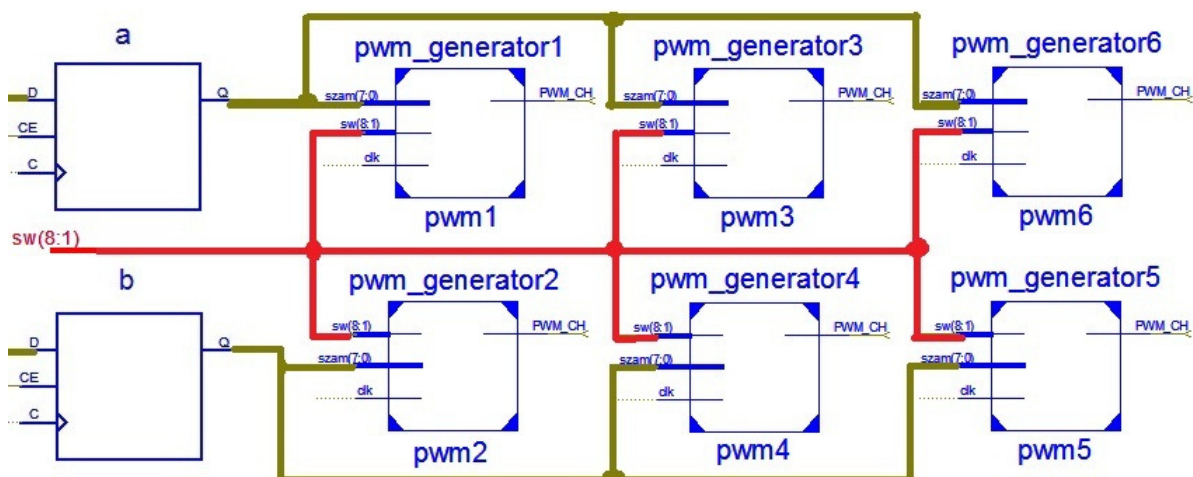 a
D
Q
CE
C
pwm_generator1
szam(7:0)
PWM_CH
sw(8:1)
clk
pwm1
pwm_generator3
szam(7:0)
PWM_CH
sw(8:1)
clk
pwm3
pwm_generator6
szam(7:0)
PWM_CH
sw(8:1)
clk
pwm6
sw(8:1)
b
D
Q
CE
C
pwm_generator2
sw(8:1)
PWM_CH
szam(7:0)
clk
pwm2
pwm_generator4
sw(8:1)
PWM_CH
szam(7:0)
clk
pwm4
pwm_generator5
sw(8:1)
PWM_CH
szam(7:0)
clk
pwm5